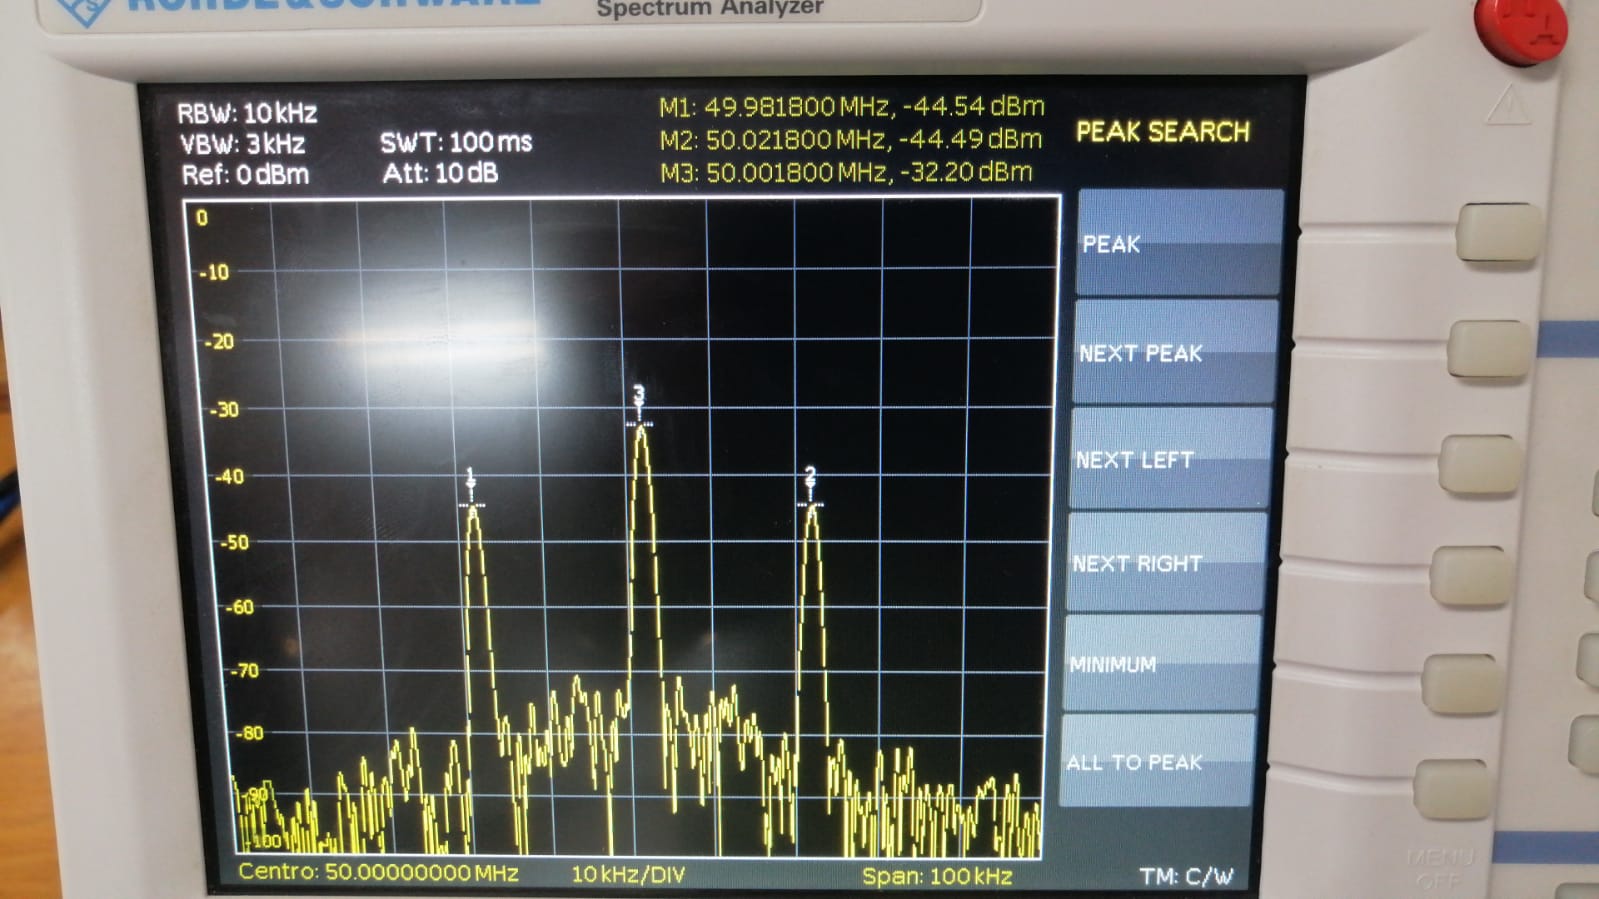 ROHDE & SCHWARZ
Spectrum Analyzer
RBW: 10 kHz
VBW: 3 kHz
SWT: 100 ms
Ref: 0 dBm
Att: 10 dB
M1: 49.981800 MHz, -44.54 dBm
M2: 50.021800 MHz, -44.49 dBm
M3: 50.001800 MHz, -32.20 dBm
PEAK SEARCH
0
-10
-20
-30
-40
-50
-60
-70
-80
-90
-100
1
3
2
PEAK
NEXT PEAK
NEXT LEFT
NEXT RIGHT
MINIMUM
ALL TO PEAK
Centro: 50.00000000 MHz
10 kHz/DIV
Span: 100 kHz
TM: C/W
MENU
OFF